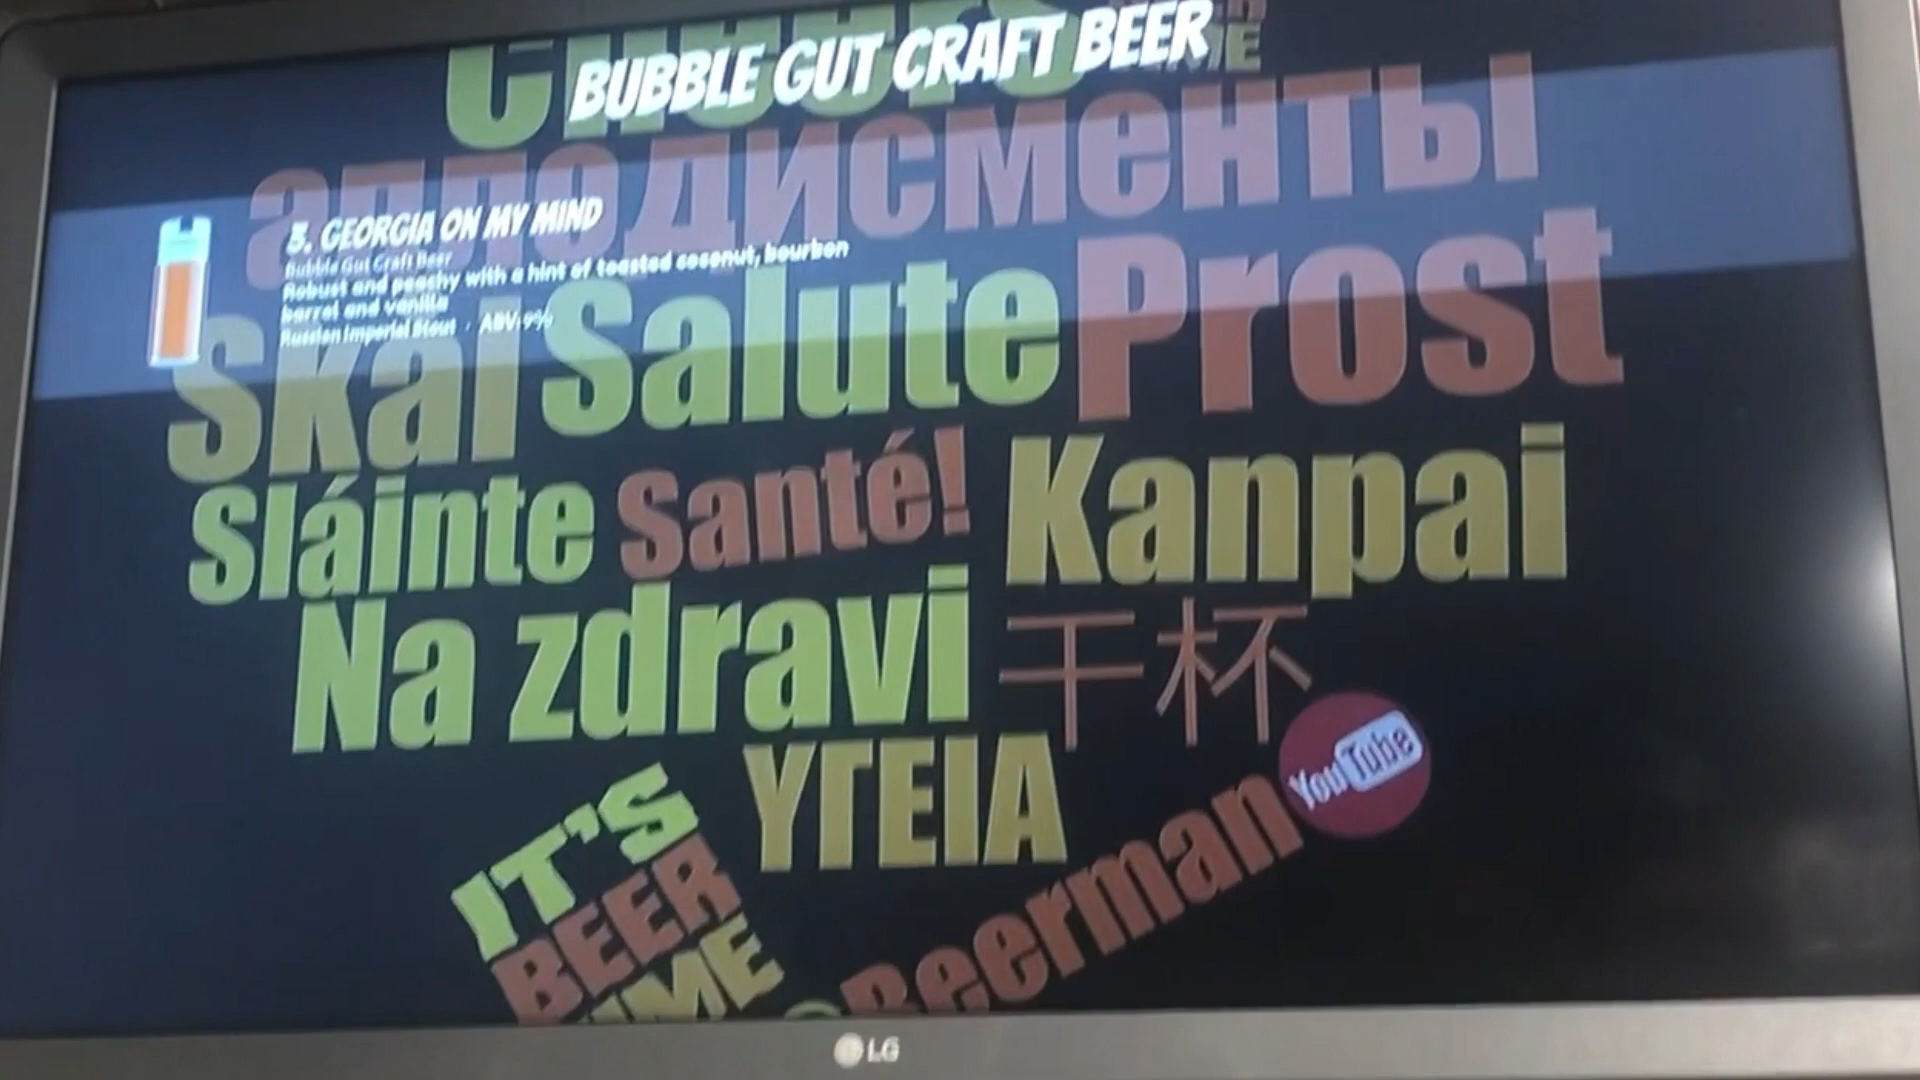 Cheers
BUBBLE GUT CRAFT BEER
аплодисменты
3. GEORGIA ON MY MIND
Bubble Gut Craft Beer
Robust and peachy with a hint of toasted coconut, bourbon
barrel and vanilla
Russian Imperial Stout · ABV 9%
Skal Salute Prost
Sláinte Santé! Kanpai
Na zdravi 干杯
ΥΓΕΙΑ
YouTube
IT'S
BEER
TIME
Beerman
LG